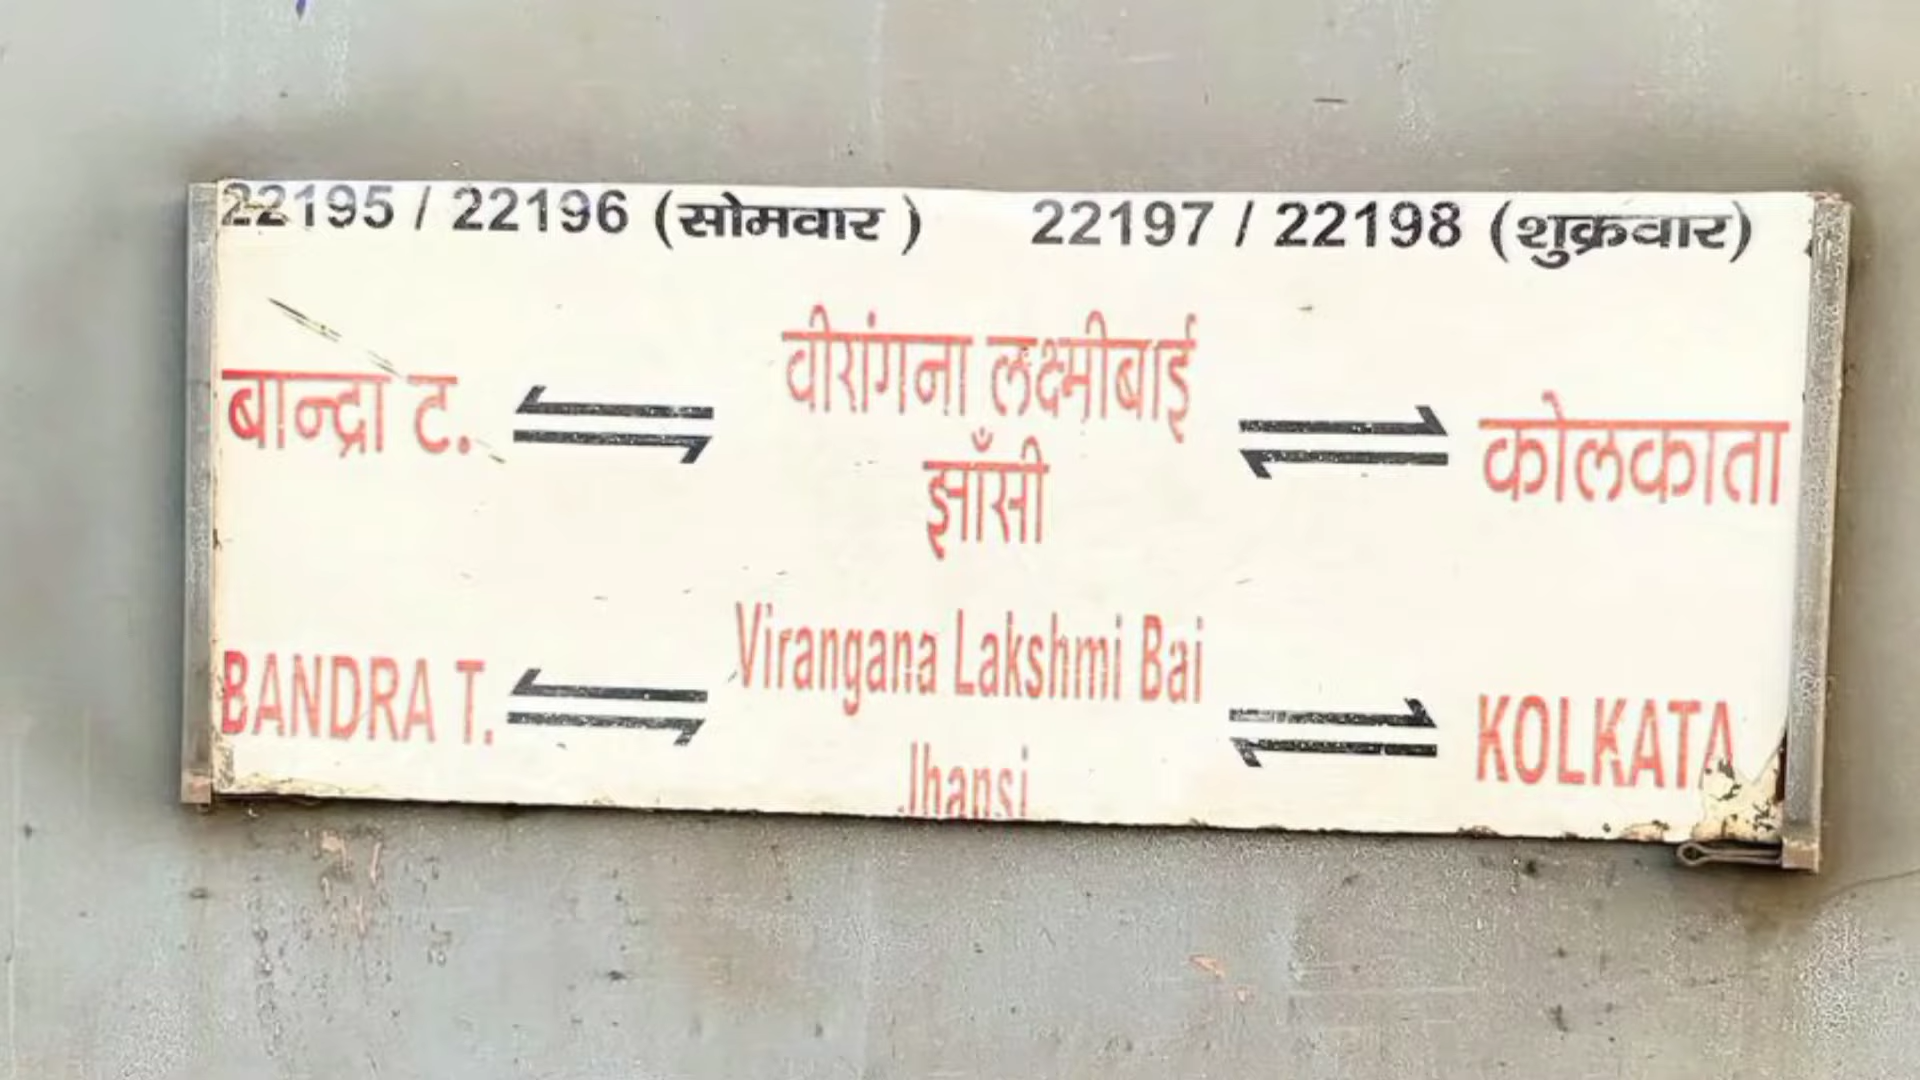 22195 / 22196 (सोमवार ) 22197 / 22198 (शुक्रवार)
बान्द्रा ट. वीरांगना लक्ष्मीबाई कोलकाता
झाँसी
BANDRA T. Virangana Lakshmi Bai KOLKATA
Jhansi